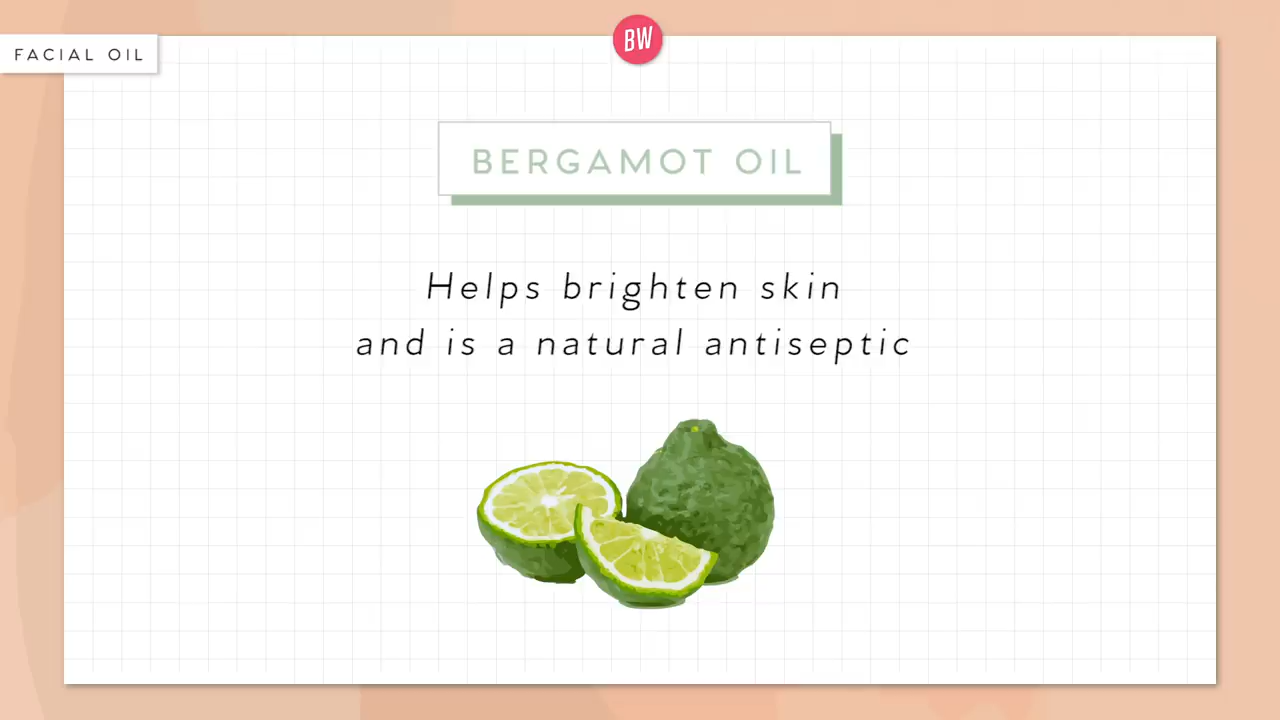 FACIAL OIL
BW
BERGAMOT OIL
Helps brighten skin
and is a natural antiseptic